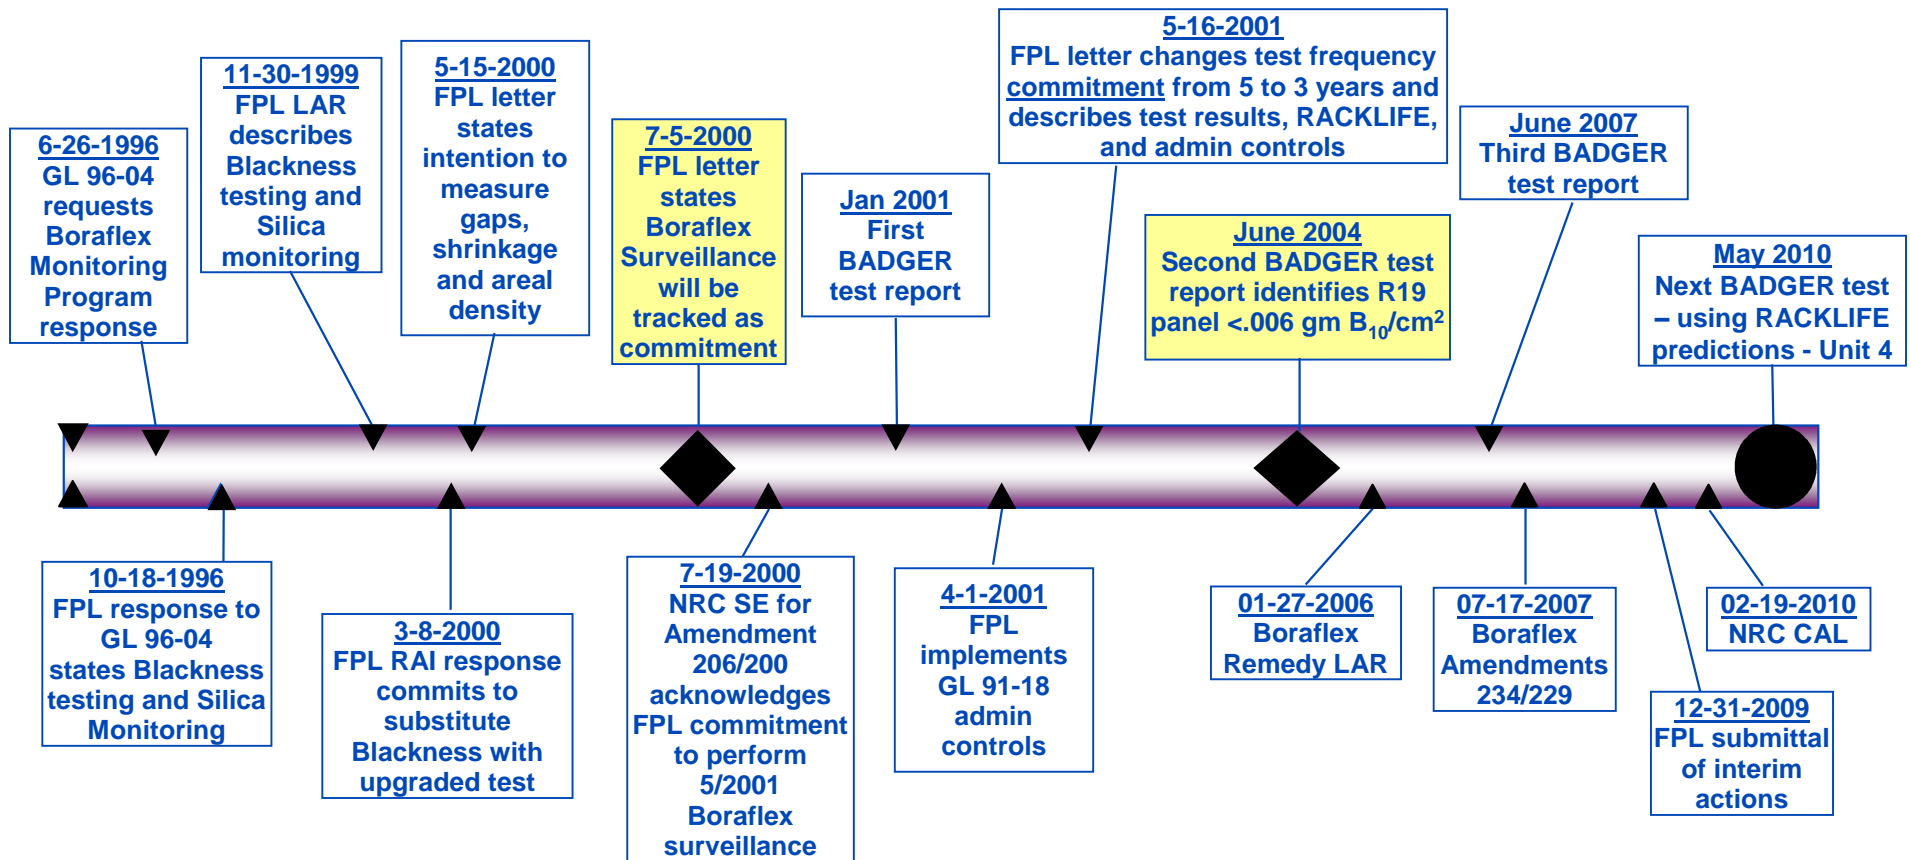 6-26-1996
GL 96-04
requests
Boraflex
Monitoring
Program
response
11-30-1999
FPL LAR
describes
Blackness
testing and
Silica
monitoring
5-15-2000
FPL letter
states
intention to
measure
gaps,
shrinkage
and areal
density
7-5-2000
FPL letter
states
Boraflex
Surveillance
will be
tracked as
commitment
Jan 2001
First
BADGER
test report
5-16-2001
FPL letter changes test frequency
commitment from 5 to 3 years and
describes test results, RACKLIFE,
and admin controls
June 2004
Second BADGER test
report identifies R19
panel <.006 gm B₁₀/cm²
June 2007
Third BADGER
test report
May 2010
Next BADGER test
– using RACKLIFE
predictions - Unit 4
10-18-1996
FPL response to
GL 96-04
states Blackness
testing and Silica
Monitoring
3-8-2000
FPL RAI response
commits to
substitute
Blackness with
upgraded test
7-19-2000
NRC SE for
Amendment
206/200
acknowledges
FPL commitment
to perform
5/2001
Boraflex
surveillance
4-1-2001
FPL
implements
GL 91-18
admin
controls
01-27-2006
Boraflex
Remedy LAR
07-17-2007
Boraflex
Amendments
234/229
12-31-2009
FPL submittal
of interim
actions
02-19-2010
NRC CAL